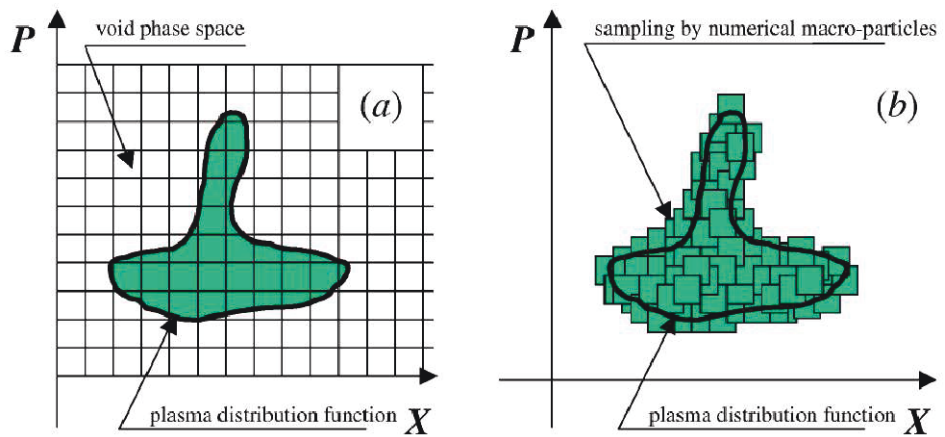 P
void phase space
(a)
plasma distribution function
X
P
sampling by numerical macro-particles
(b)
plasma distribution function
X